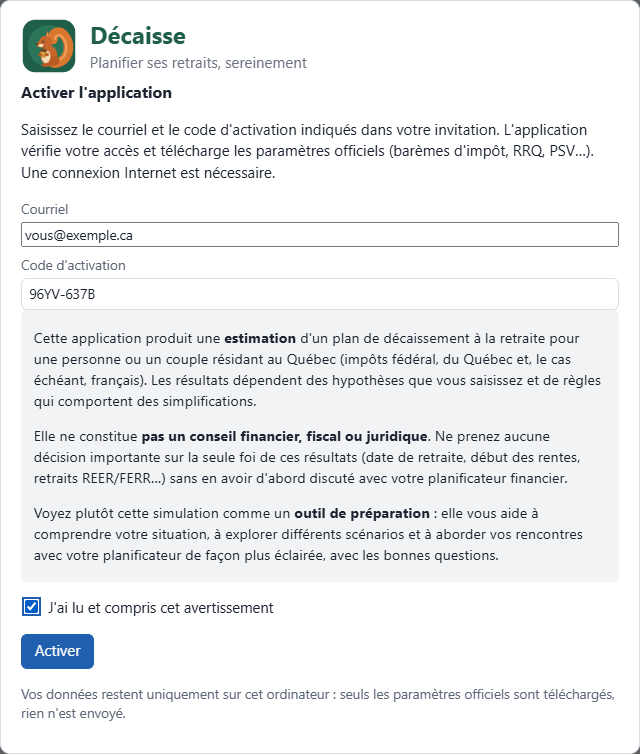 Décaisse
Planifier ses retraits, sereinement
Activer l'application
Saisissez le courriel et le code d'activation indiqués dans votre invitation. L'application
vérifie votre accès et télécharge les paramètres officiels (barèmes d'impôt, RRQ, PSV…).
Une connexion Internet est nécessaire.
Courriel
vous@exemple.ca
Code d'activation
96YV-637B
Cette application produit une estimation d'un plan de décaissement à la retraite pour
une personne ou un couple résidant au Québec (impôts fédéral, du Québec et, le cas
échéant, français). Les résultats dépendent des hypothèses que vous saisissez et de règles
qui comportent des simplifications.
Elle ne constitue pas un conseil financier, fiscal ou juridique. Ne prenez aucune
décision importante sur la seule foi de ces résultats (date de retraite, début des rentes,
retraits REER/FERR…) sans en avoir d'abord discuté avec votre planificateur financier.
Voyez plutôt cette simulation comme un outil de préparation : elle vous aide à
comprendre votre situation, à explorer différents scénarios et à aborder vos rencontres
avec votre planificateur de façon plus éclairée, avec les bonnes questions.
J'ai lu et compris cet avertissement
Activer
Vos données restent uniquement sur cet ordinateur : seuls les paramètres officiels sont téléchargés,
rien n'est envoyé.